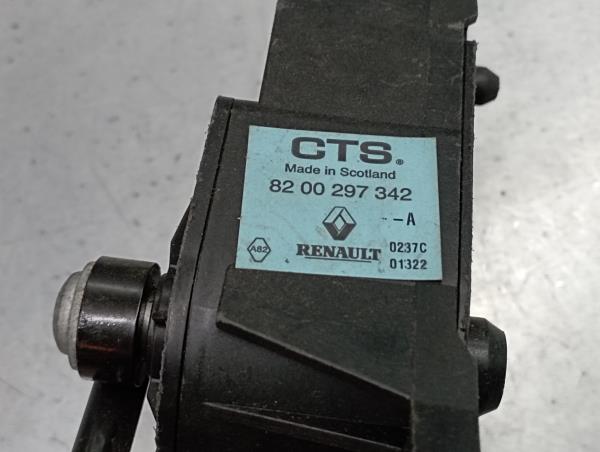 CTS®
Made in Scotland
82 00 297 342
--A
A82 RENAULT 0237C
01322